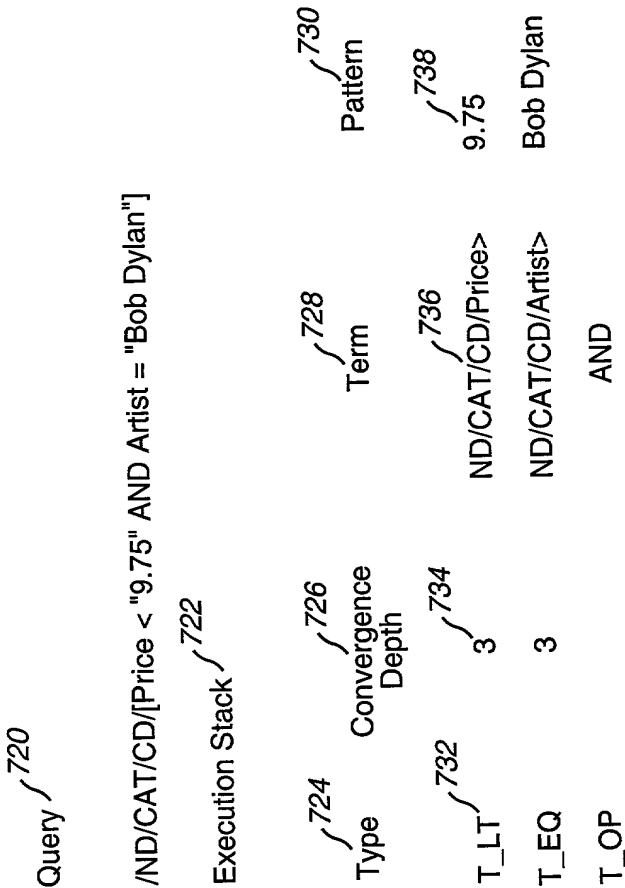 Query 720
/ND/CAT/CD/[Price < "9.75" AND Artist = "Bob Dylan"]
Execution Stack 722
724 726 728 730
Type Convergence Depth Term Pattern
732 734 736 738
T_LT 3 ND/CAT/CD/Price> 9.75
T_EQ 3 ND/CAT/CD/Artist> Bob Dylan
T_OP AND